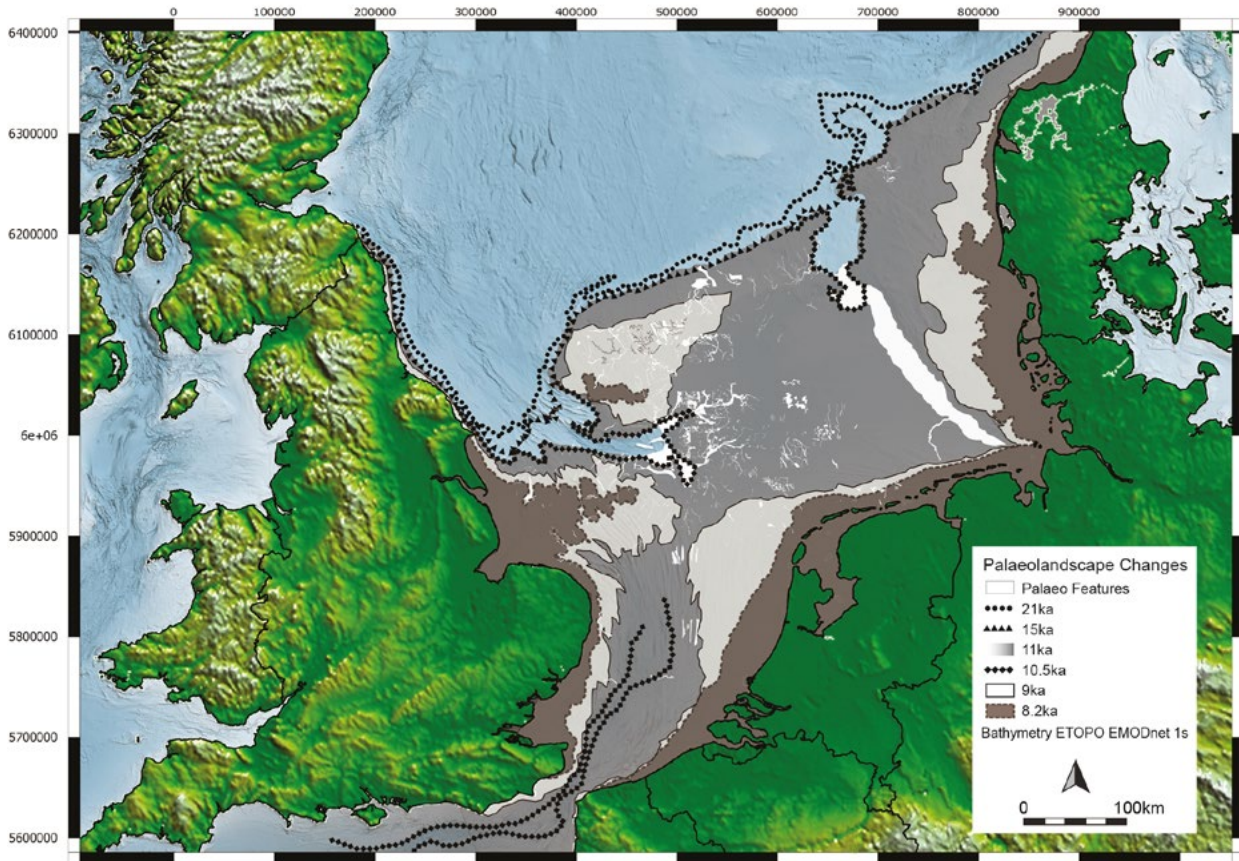 0 100000 200000 300000 400000 500000 600000 700000 800000 900000
6400000
6300000
6200000
6100000
6e+06
5900000
5800000
5700000
5600000
Palaeolandscape Changes
Palaeo Features
21ka
15ka
11ka
10.5ka
9ka
8.2ka
Bathymetry ETOPO EMODnet 1s
0 100km